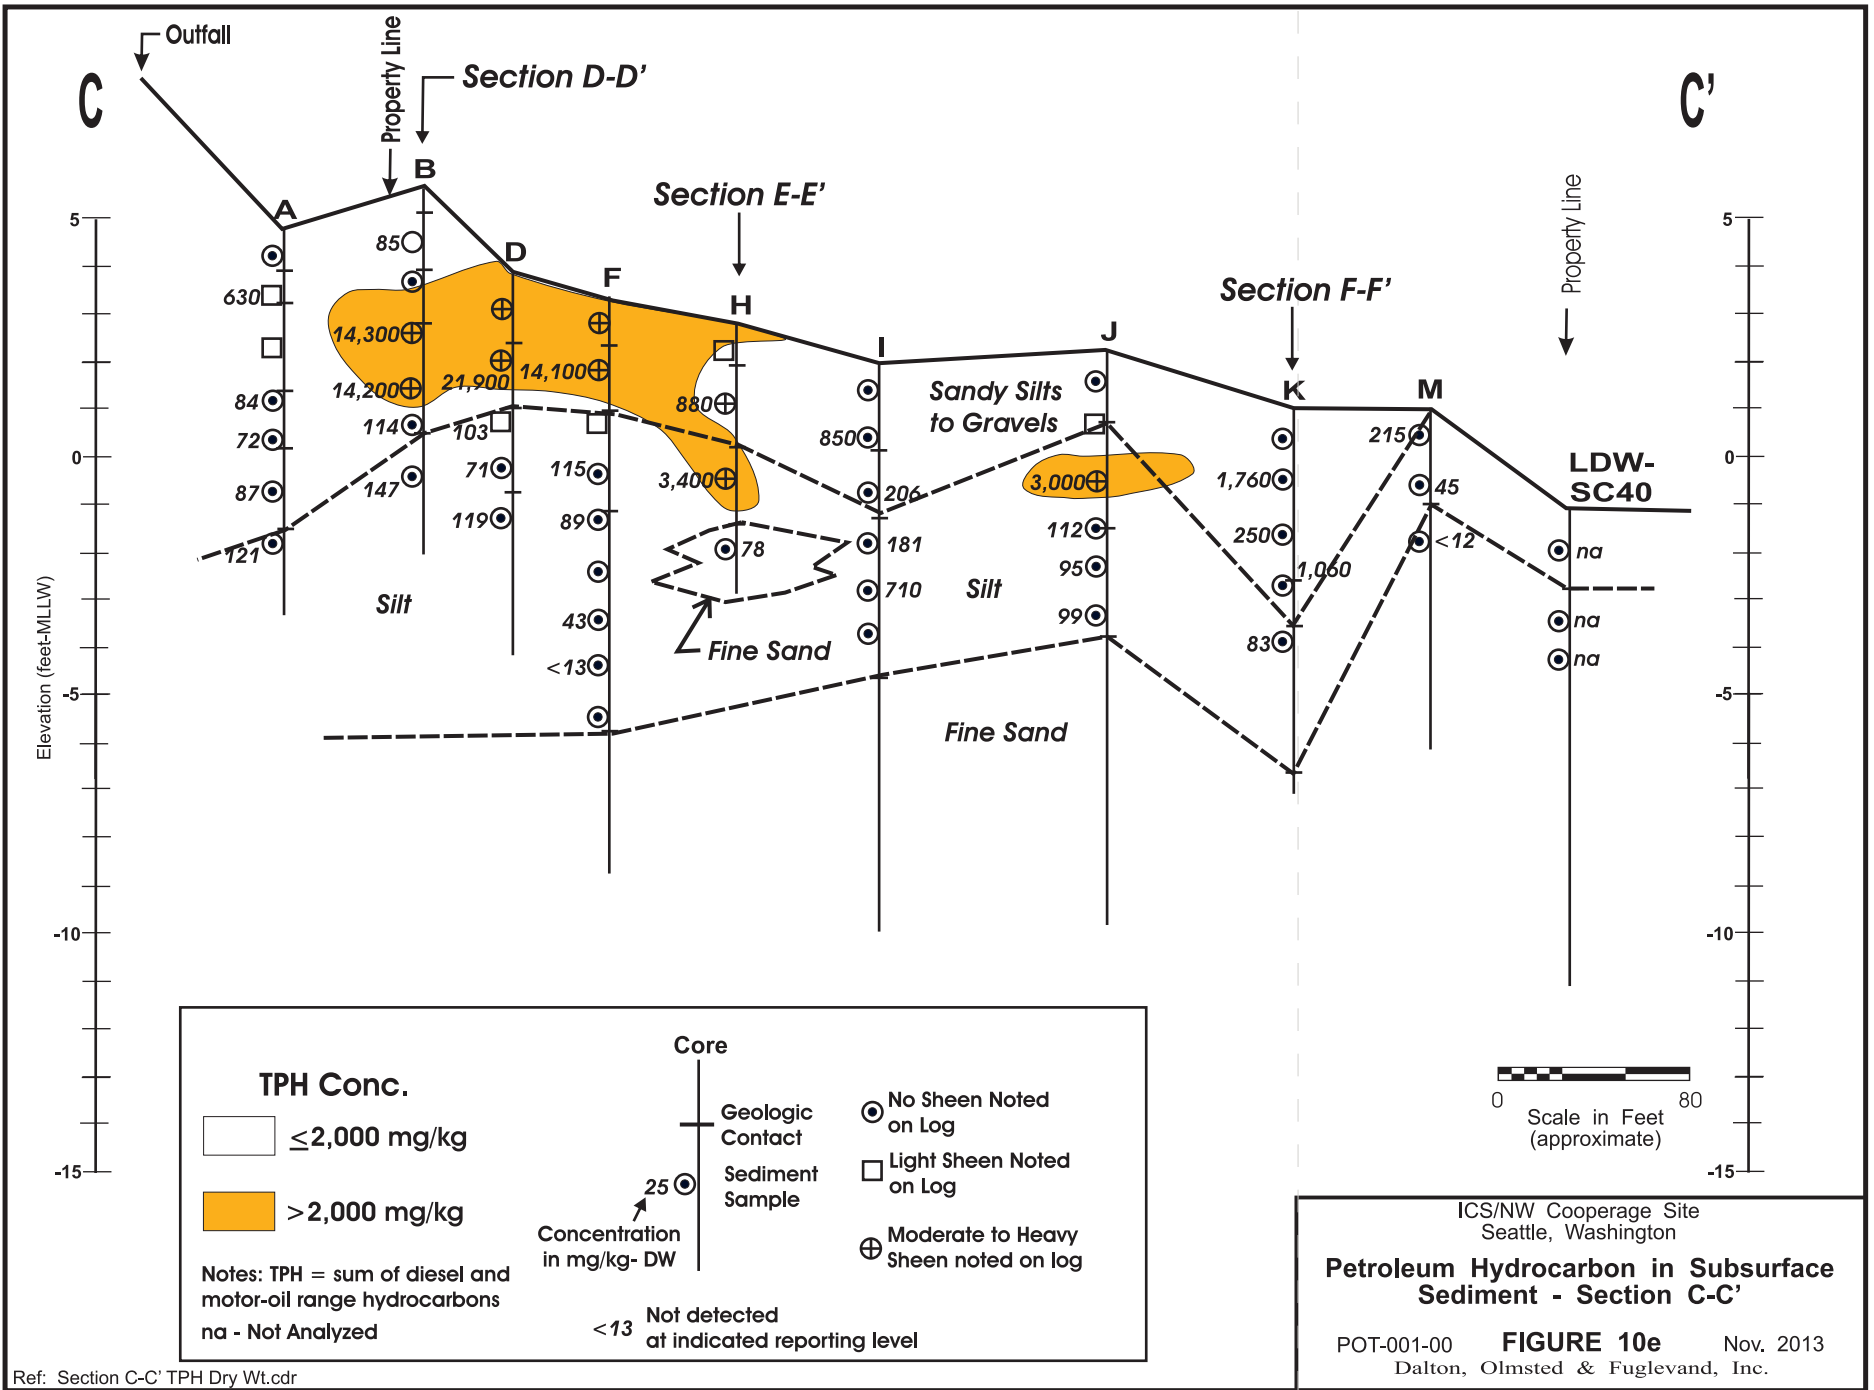 Outfall
Property Line
Section D-D'
C
C'
B
A
Section E-E'
D
F
H
Section F-F'
Property Line
I
J
K
M
LDW-
SC40
5
0
-5
-10
-15
Elevation (feet-MLLW)
5
0
-5
-10
-15
630
84
72
87
121
85
14,300
14,200
114
147
21,900
103
71
119
14,100
115
89
43
<13
880
3,400
78
850
206
181
710
3,000
112
95
99
1,760
250
1,060
83
215
45
<12
na
na
na
Sandy Silts
to Gravels
Silt
Silt
Fine Sand
Fine Sand
TPH Conc.
≤2,000 mg/kg
>2,000 mg/kg
Notes: TPH = sum of diesel and
motor-oil range hydrocarbons
na - Not Analyzed
Core
Geologic
Contact
25
Sediment
Sample
Concentration
in mg/kg- DW
<13 Not detected
at indicated reporting level
No Sheen Noted
on Log
Light Sheen Noted
on Log
Moderate to Heavy
Sheen noted on log
0 80
Scale in Feet
(approximate)
ICS/NW Cooperage Site
Seattle, Washington
Petroleum Hydrocarbon in Subsurface
Sediment - Section C-C'
POT-001-00 FIGURE 10e Nov. 2013
Dalton, Olmsted & Fuglevand, Inc.
Ref: Section C-C' TPH Dry Wt.cdr